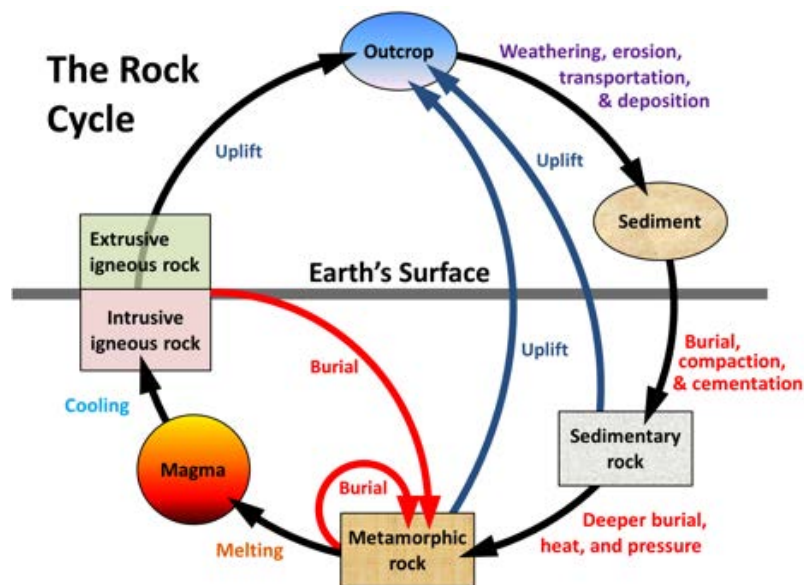 The Rock
Cycle
Outcrop
Weathering, erosion,
transportation,
& deposition
Uplift
Uplift
Sediment
Extrusive
igneous rock
Earth's Surface
Intrusive
igneous rock
Burial
Uplift
Burial,
compaction,
& cementation
Cooling
Magma
Sedimentary
rock
Burial
Melting
Metamorphic
rock
Deeper burial,
heat, and pressure